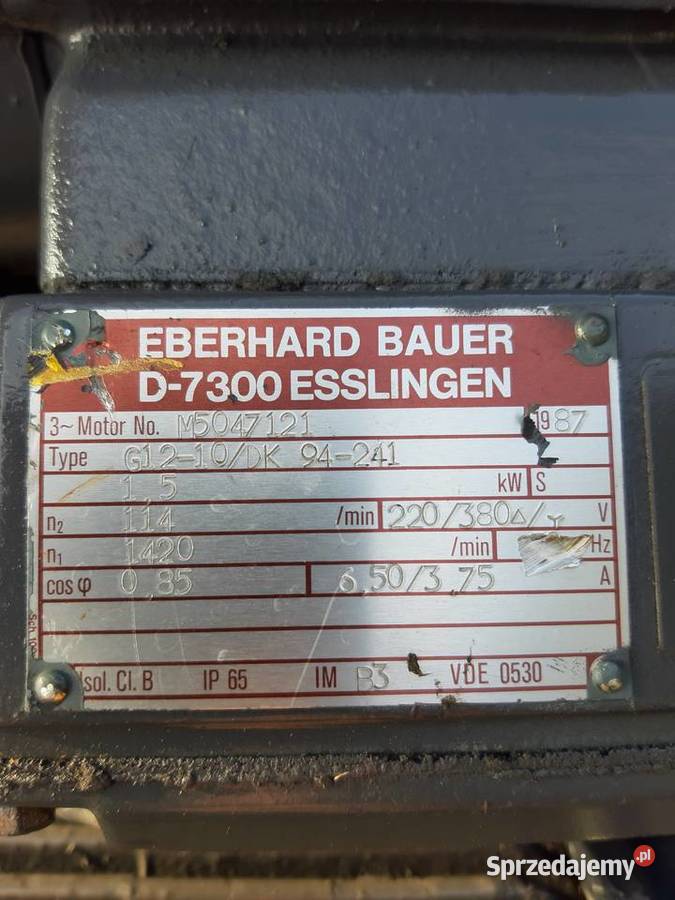 EBERHARD BAUER
D-7300 ESSLINGEN
3~ Motor No. M5047121 1987
Type G12-10/DK 94-241
1,5 kW S
n₂ 114 /min 220/380△/Y V
n₁ 1420 /min Hz
cos φ 0,85 6,50/3,75 A
Isol. Cl. B IP 65 IM B3 VDE 0530
Sprzedajemy.pl